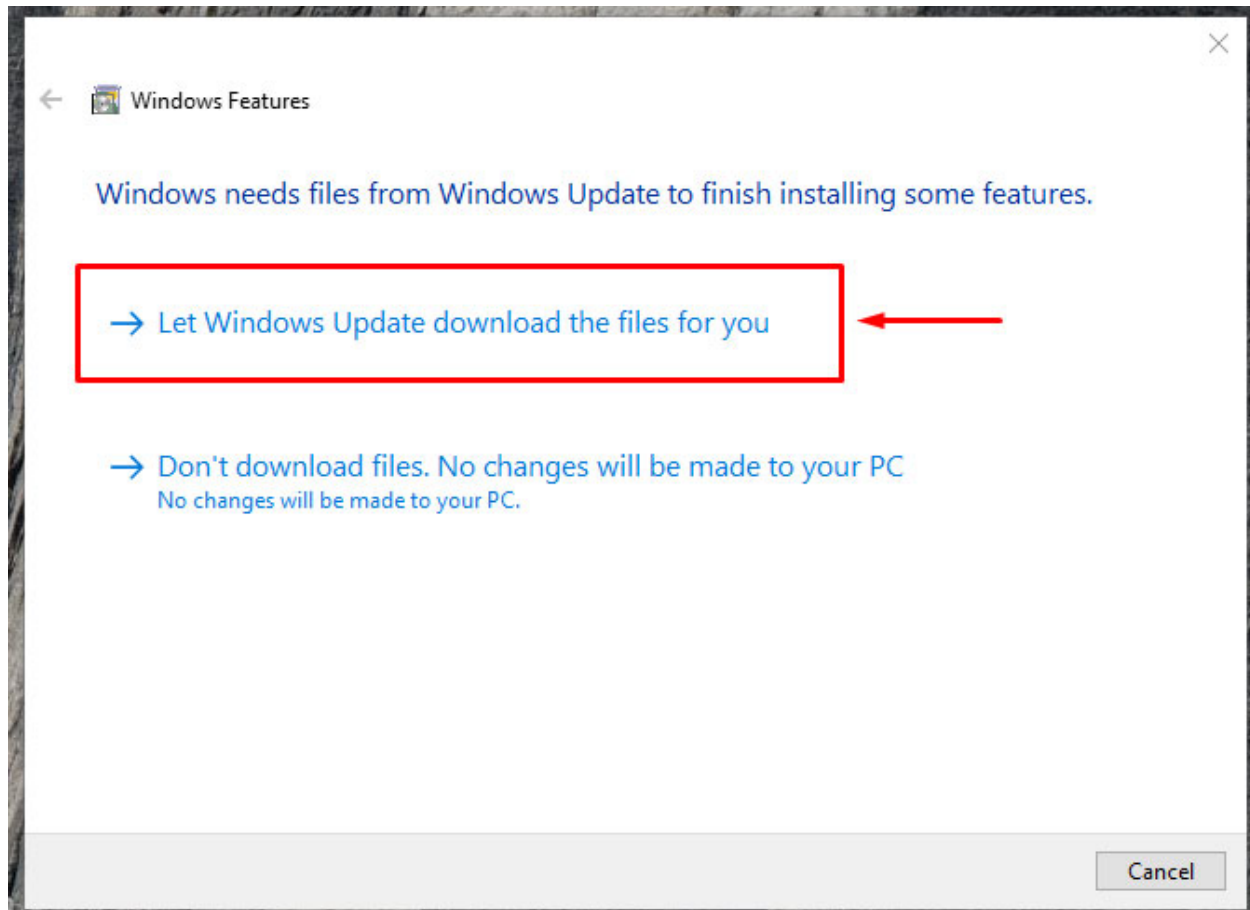 Windows Features
Windows needs files from Windows Update to finish installing some features.
Let Windows Update download the files for you
Don't download files. No changes will be made to your PC
No changes will be made to your PC.
Cancel